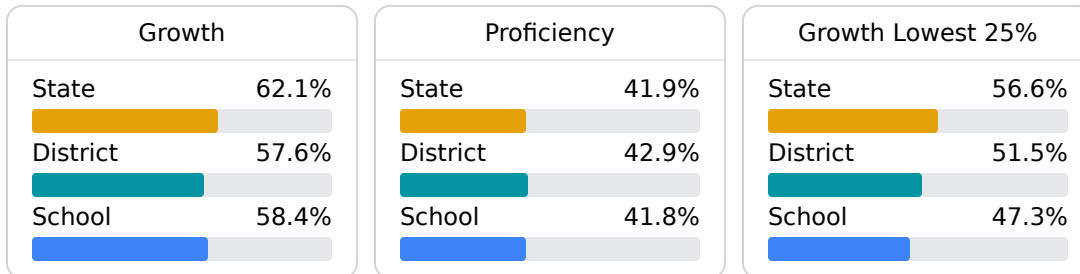 Growth
State 62.1%
District 57.6%
School 58.4%
Proficiency
State 41.9%
District 42.9%
School 41.8%
Growth Lowest 25%
State 56.6%
District 51.5%
School 47.3%